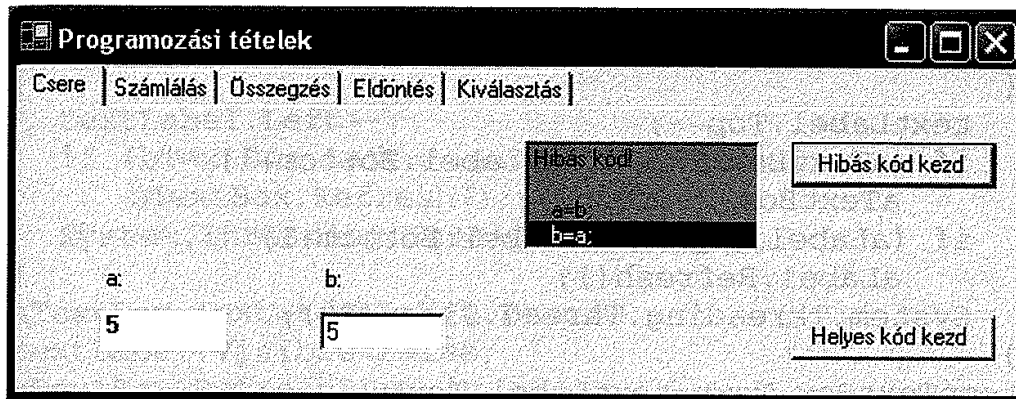 Programozási tételek
Csere Számlálás Összegzés Eldöntés Kiválasztás
Hibás kód!
Hibás kód kezd
a=b;
b=a;
a: b:
5 5
Helyes kód kezd